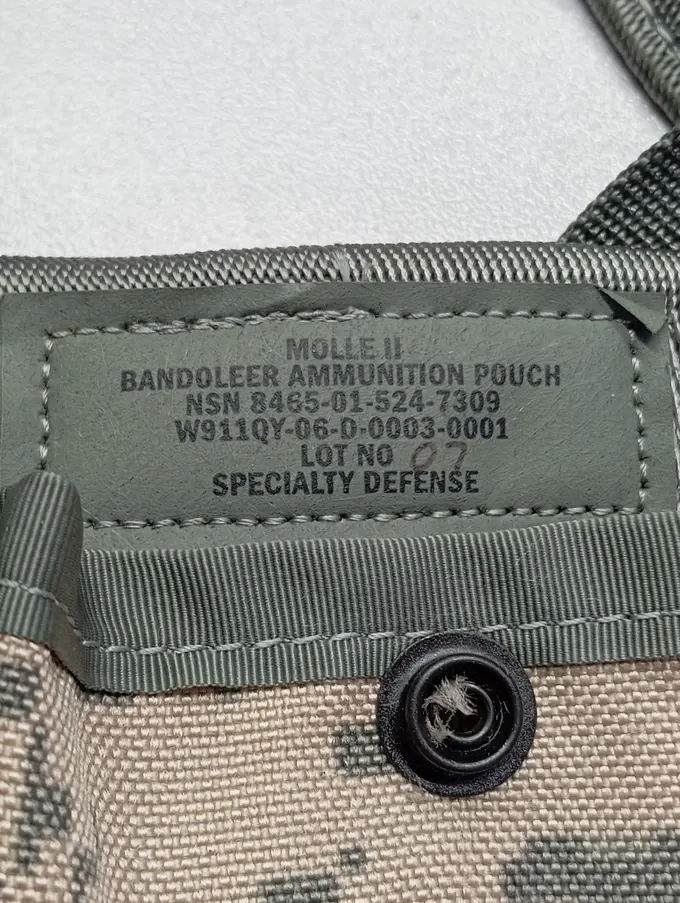 MOLLE II
BANDOLEER AMMUNITION POUCH
NSN 8465-01-524-7309
W911QY-06-D-0003-0001
LOT NO 07
SPECIALTY DEFENSE